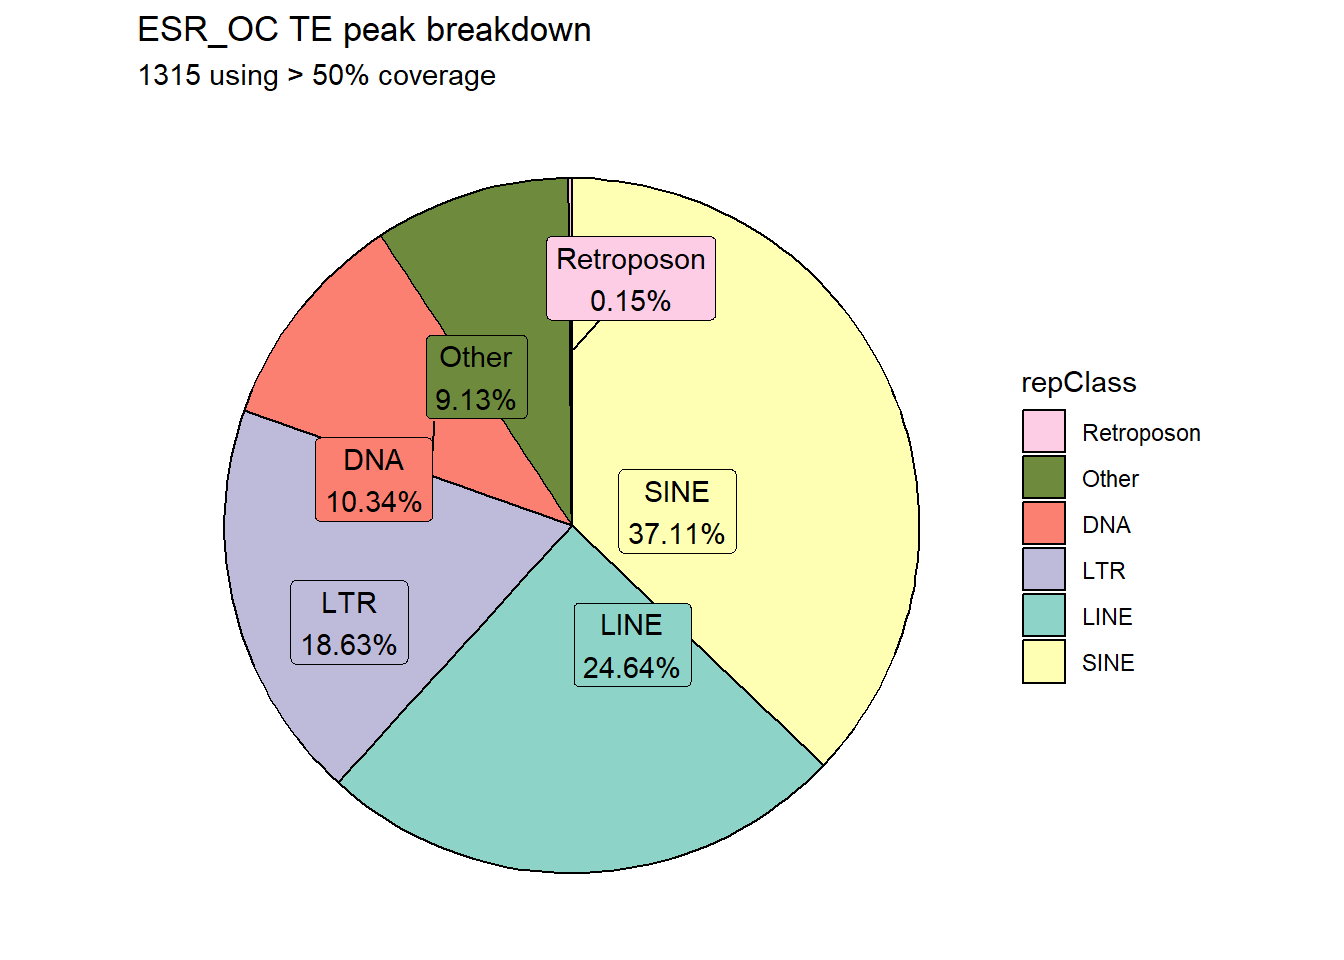 ESR_OC TE peak breakdown
1315 using > 50% coverage
Retroposon
0.15%
Other
9.13%
DNA
10.34%
SINE
37.11%
LTR
18.63%
LINE
24.64%
repClass
Retroposon
Other
DNA
LTR
LINE
SINE